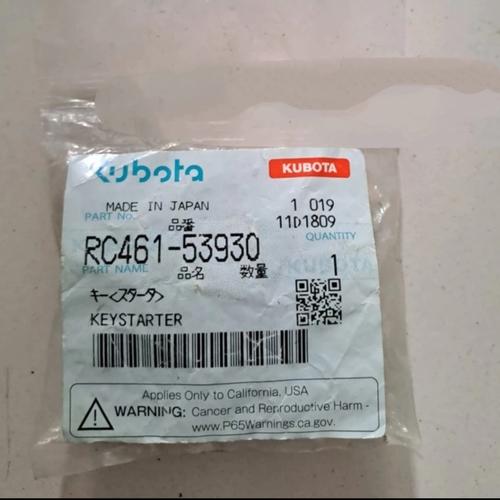 Kubota KUBOTA
MADE IN JAPAN 1 019
PART No. 品番 11D1809
RC461-53930 QUANTITY
PART NAME 品名 数量 1
キー<スタータ>
KEYSTARTER
Applies Only to California, USA
WARNING: Cancer and Reproductive Harm -
www.P65Warnings.ca.gov.